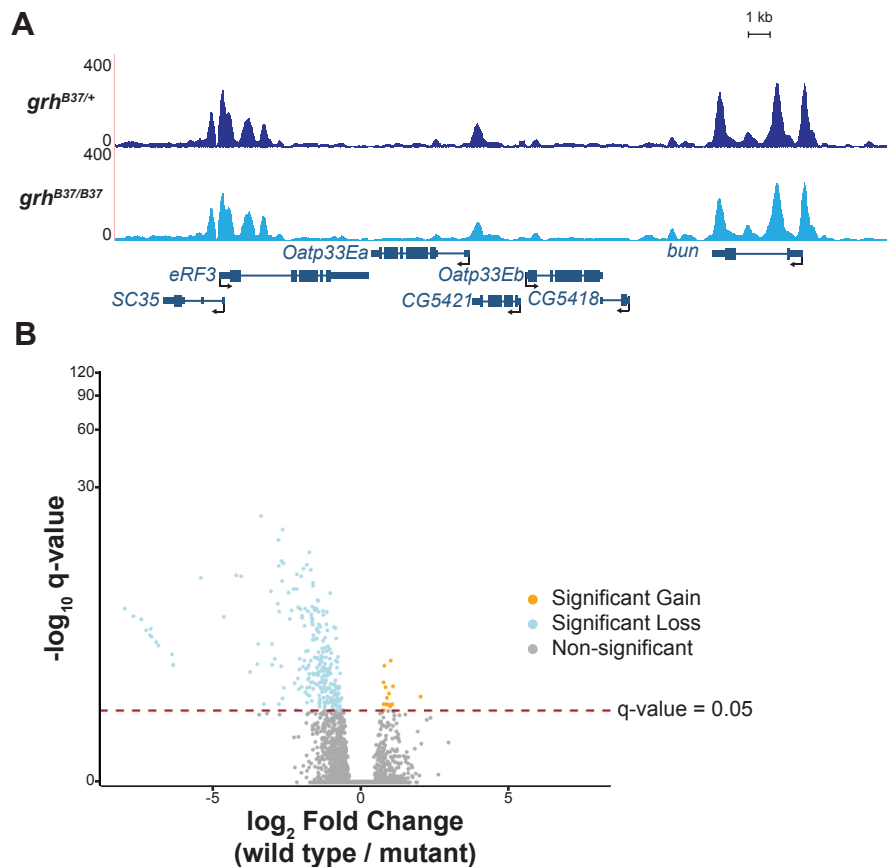 A
1 kb
400
grhB37/+
0
400
grhB37/B37
0
Oatp33Ea
bun
eRF3
Oatp33Eb
SC35
CG5421
CG5418
B
120
90
60
30
-log10 q-value
Significant Gain
Significant Loss
Non-significant
q-value = 0.05
0
-5
0
5
log2 Fold Change
(wild type / mutant)